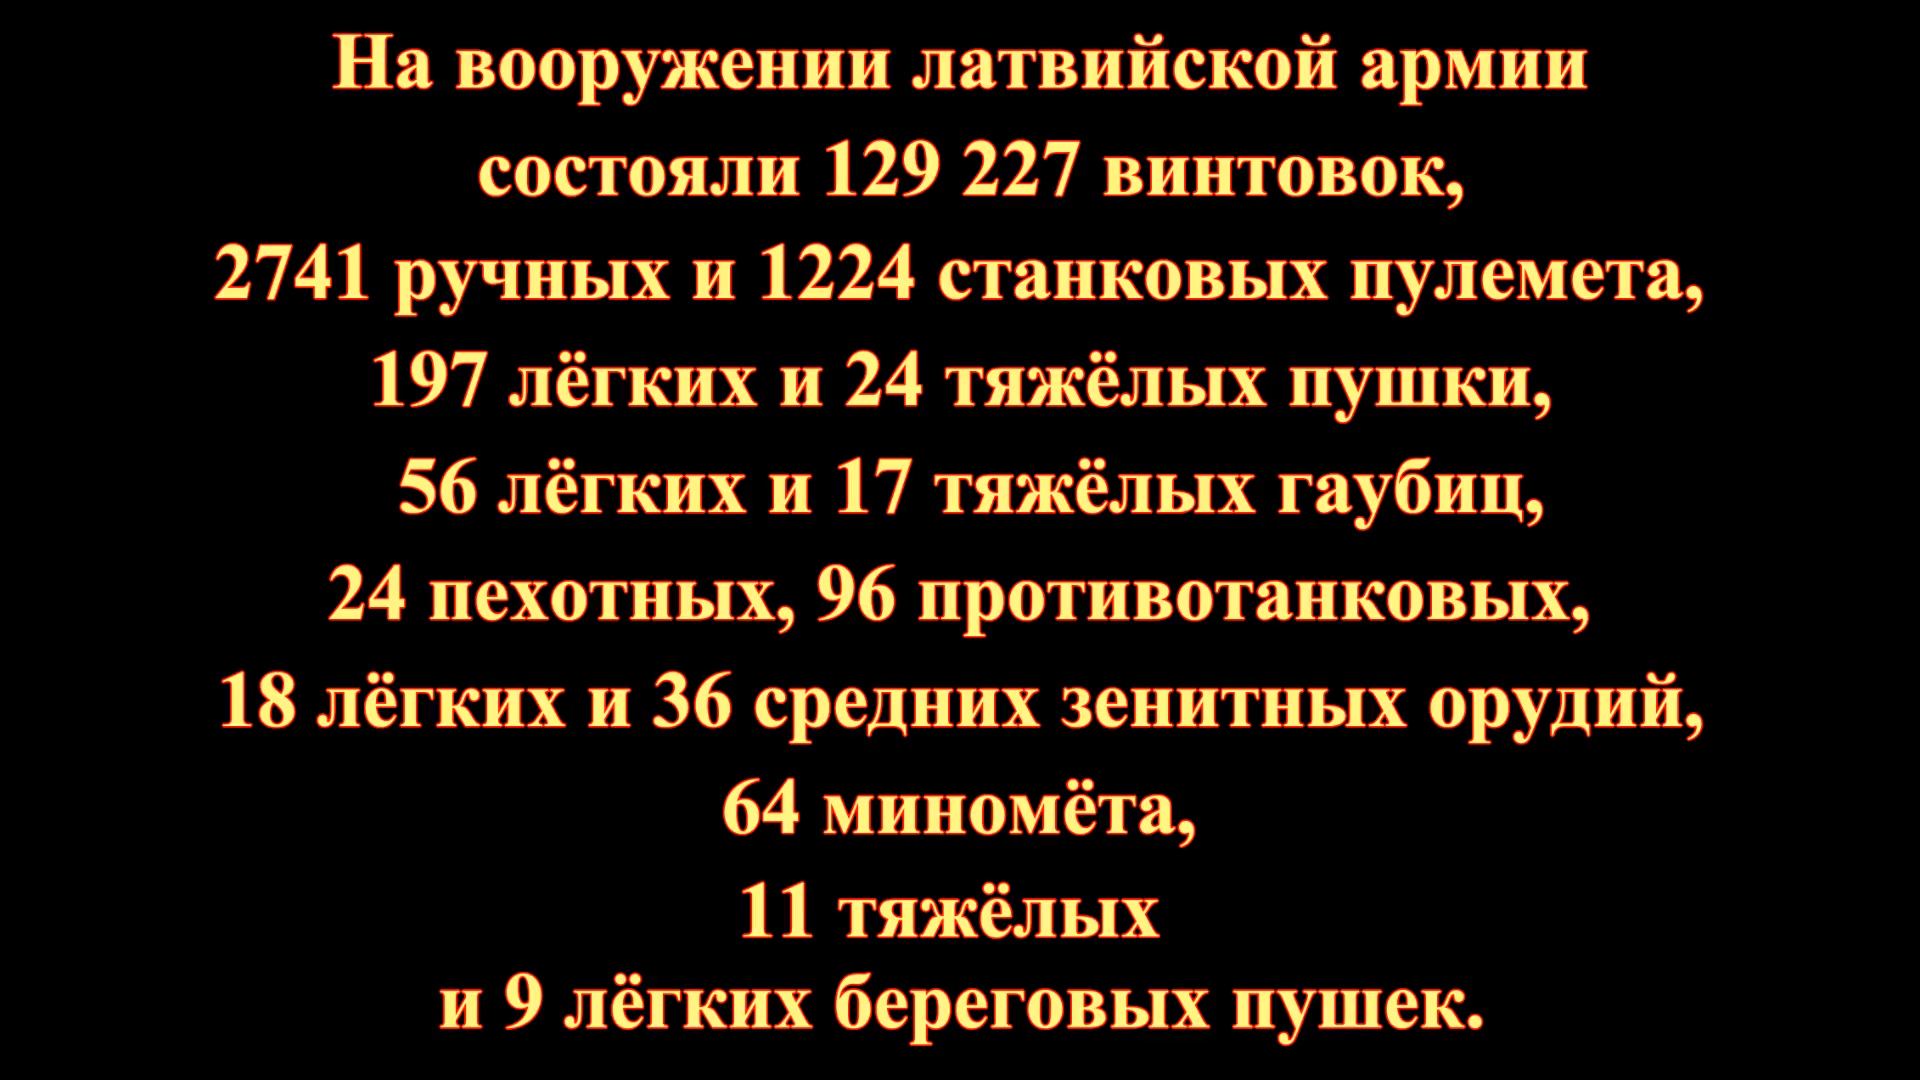 На вооружении латвийской армии
состояли 129 227 винтовок,
2741 ручных и 1224 станковых пулемета,
197 лёгких и 24 тяжёлых пушки,
56 лёгких и 17 тяжёлых гаубиц,
24 пехотных, 96 противотанковых,
18 лёгких и 36 средних зенитных орудий,
64 миномёта,
11 тяжёлых
и 9 лёгких береговых пушек.